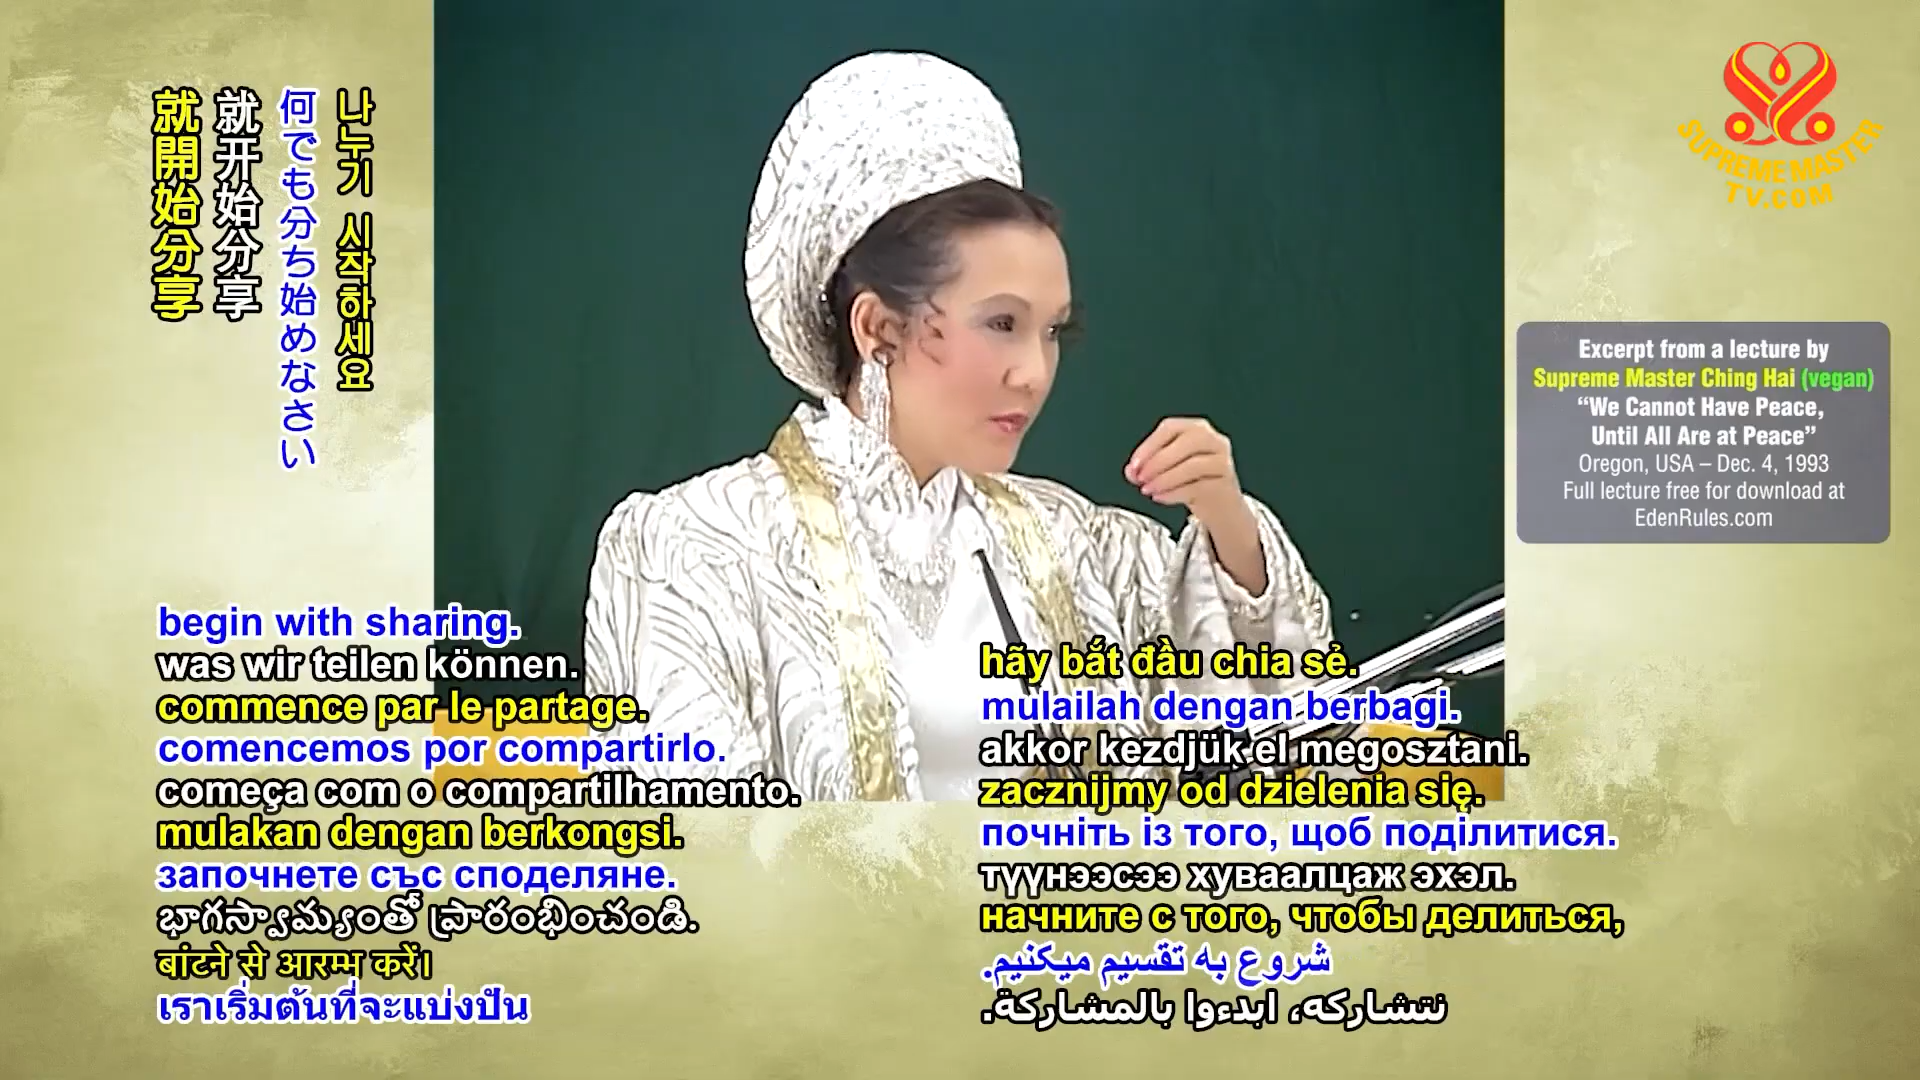 就開始分享
就开始分享
何でも分ち始めなさい
나누기 시작하세요
SUPREME MASTER
TV.COM
Excerpt from a lecture by
Supreme Master Ching Hai (vegan)
“We Cannot Have Peace,
Until All Are at Peace”
Oregon, USA – Dec. 4, 1993
Full lecture free for download at
EdenRules.com
begin with sharing.
was wir teilen können.
commence par le partage.
comencemos por compartirlo.
começa com o compartilhamento.
mulakan dengan berkongsi.
започнете със споделяне.
భాగస్వామ్యంతో ప్రారంభించండి.
बांटने से आरम्भ करें।
เราเริ่มต้นที่จะแบ่งปัน
hãy bắt đầu chia sẻ.
mulailah dengan berbagi.
akkor kezdjük el megosztani.
zacznijmy od dzielenia się.
почніть із того, щоб поділитися.
түүнээсээ хуваалцаж эхэл.
начните с того, чтобы делиться,
شروع به تقسیم میکنیم.
نتشاركه، ابدءوا بالمشاركة.